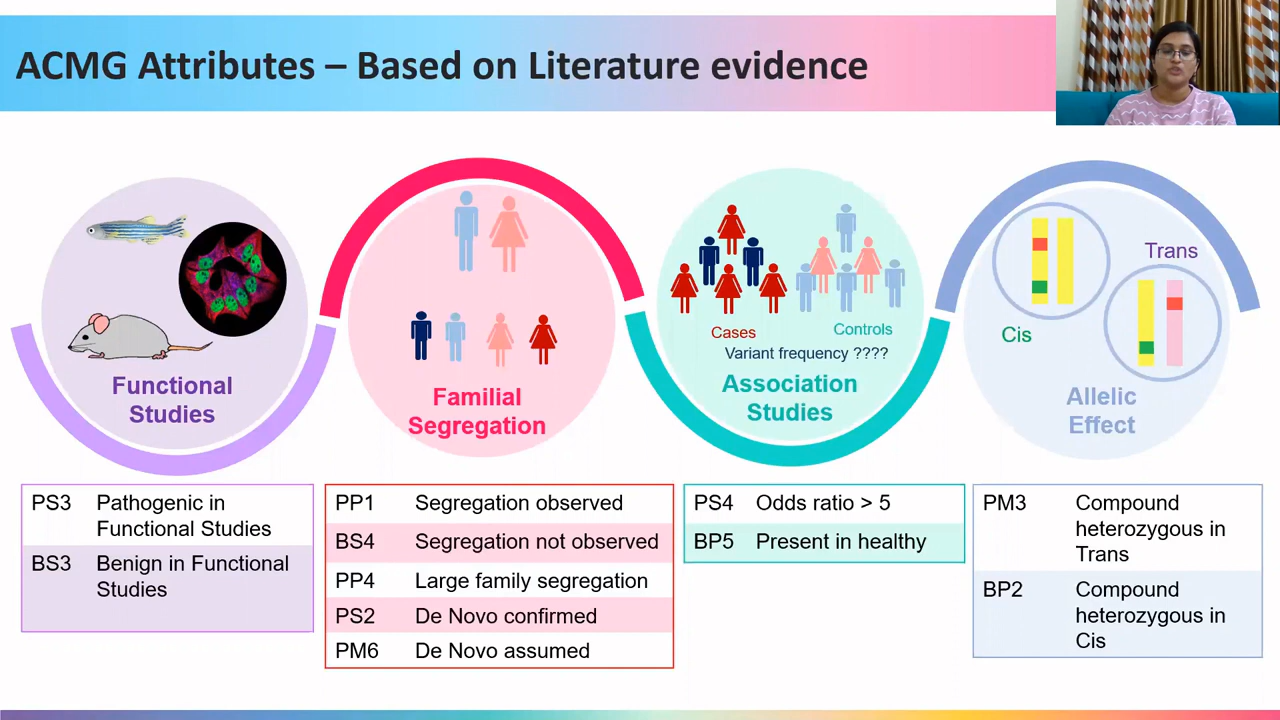 ACMG Attributes – Based on Literature evidence
Functional
Studies
Familial
Segregation
Cases
Controls
Variant frequency ????
Association
Studies
Cis
Trans
Allelic
Effect
PS3 Pathogenic in
Functional Studies
BS3 Benign in Functional
Studies
PP1 Segregation observed
BS4 Segregation not observed
PP4 Large family segregation
PS2 De Novo confirmed
PM6 De Novo assumed
PS4 Odds ratio > 5
BP5 Present in healthy
PM3 Compound
heterozygous in
Trans
BP2 Compound
heterozygous in
Cis